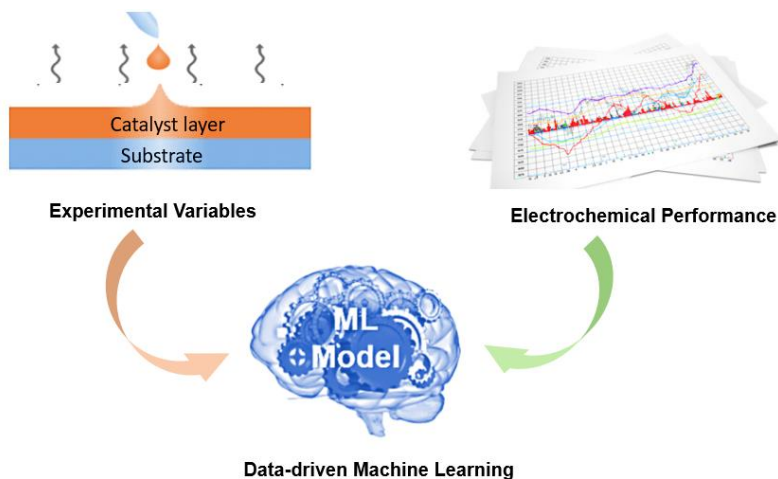 Catalyst layer
Substrate
Experimental Variables
Electrochemical Performance
ML
Model
Data-driven Machine Learning